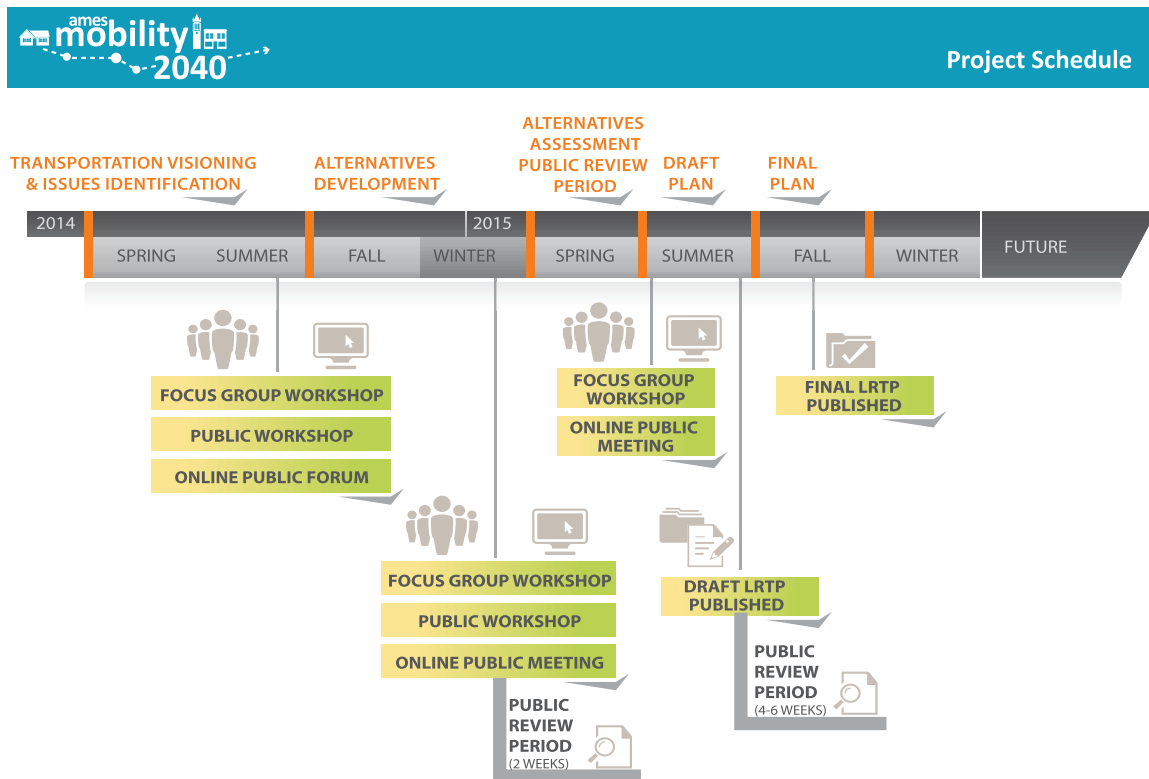 ames
mobility
2040
Project Schedule
TRANSPORTATION VISIONING
& ISSUES IDENTIFICATION
ALTERNATIVES
DEVELOPMENT
ALTERNATIVES
ASSESSMENT
PUBLIC REVIEW
PERIOD
DRAFT
PLAN
FINAL
PLAN
2014
2015
SPRING
SUMMER
FALL
WINTER
SPRING
SUMMER
FALL
WINTER
FUTURE
FOCUS GROUP WORKSHOP
PUBLIC WORKSHOP
ONLINE PUBLIC FORUM
FOCUS GROUP WORKSHOP
PUBLIC WORKSHOP
ONLINE PUBLIC MEETING
PUBLIC
REVIEW
PERIOD
(2 WEEKS)
FOCUS GROUP
WORKSHOP
ONLINE PUBLIC
MEETING
DRAFT LRTP
PUBLISHED
PUBLIC
REVIEW
PERIOD
(4-6 WEEKS)
FINAL LRTP
PUBLISHED